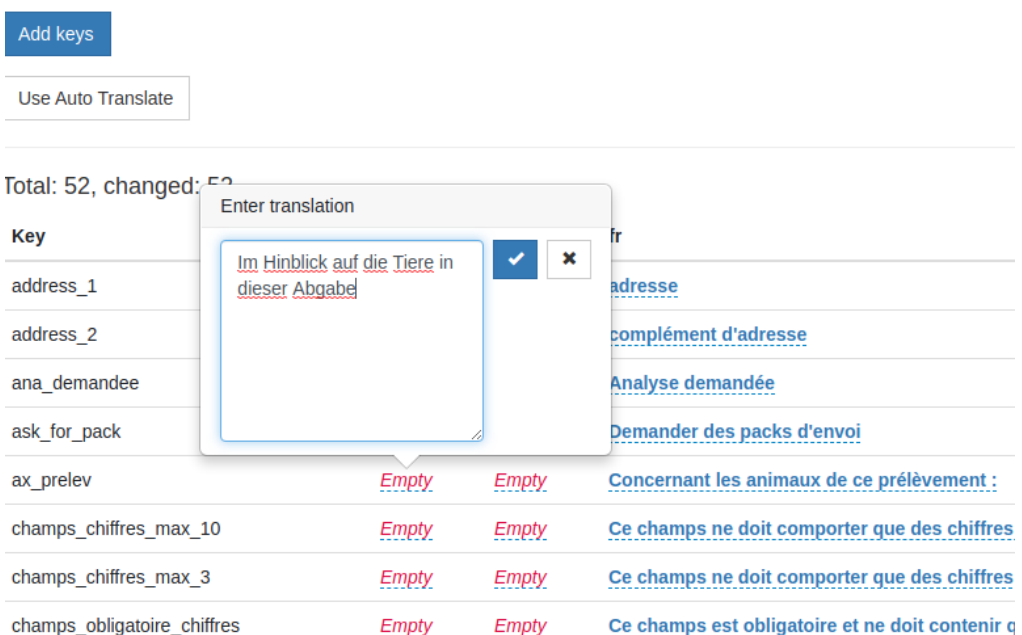 Add keys
Use Auto Translate
Total: 52, changed: 52
Enter translation
Key fr
Im Hinblick auf die Tiere in
dieser Abgabe
address_1 adresse
address_2 complément d'adresse
ana_demandee Analyse demandée
ask_for_pack Demander des packs d'envoi
ax_prelev Empty Empty Concernant les animaux de ce prélèvement :
champs_chiffres_max_10 Empty Empty Ce champs ne doit comporter que des chiffres
champs_chiffres_max_3 Empty Empty Ce champs ne doit comporter que des chiffres
champs_obligatoire_chiffres Empty Empty Ce champs est obligatoire et ne doit contenir